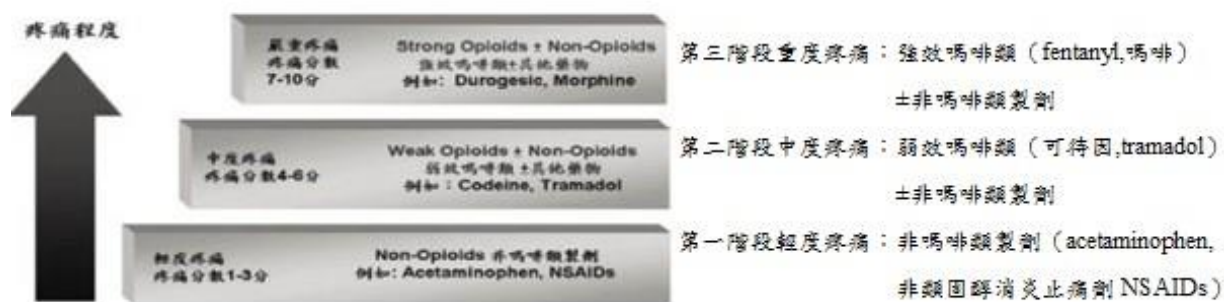 疼痛程度
嚴重疼痛
疼痛分數
7-10分
Strong Opioids ± Non-Opioids
強效嗎啡類±其他藥物
例如: Durogesic, Morphine
第三階段重度疼痛：強效嗎啡類（fentanyl,嗎啡）
±非嗎啡類製劑
中度疼痛
疼痛分數4-6分
Weak Opioids ± Non-Opioids
弱效嗎啡類 ±其他藥物
例如：Codeine, Tramadol
第二階段中度疼痛：弱效嗎啡類（可待因,tramadol）
±非嗎啡類製劑
輕度疼痛
疼痛分數1-3分
Non-Opioids 非嗎啡類製劑
例如: Acetaminophen, NSAIDs
第一階段輕度疼痛：非嗎啡類製劑（acetaminophen,
非類固醇消炎止痛劑 NSAIDs）